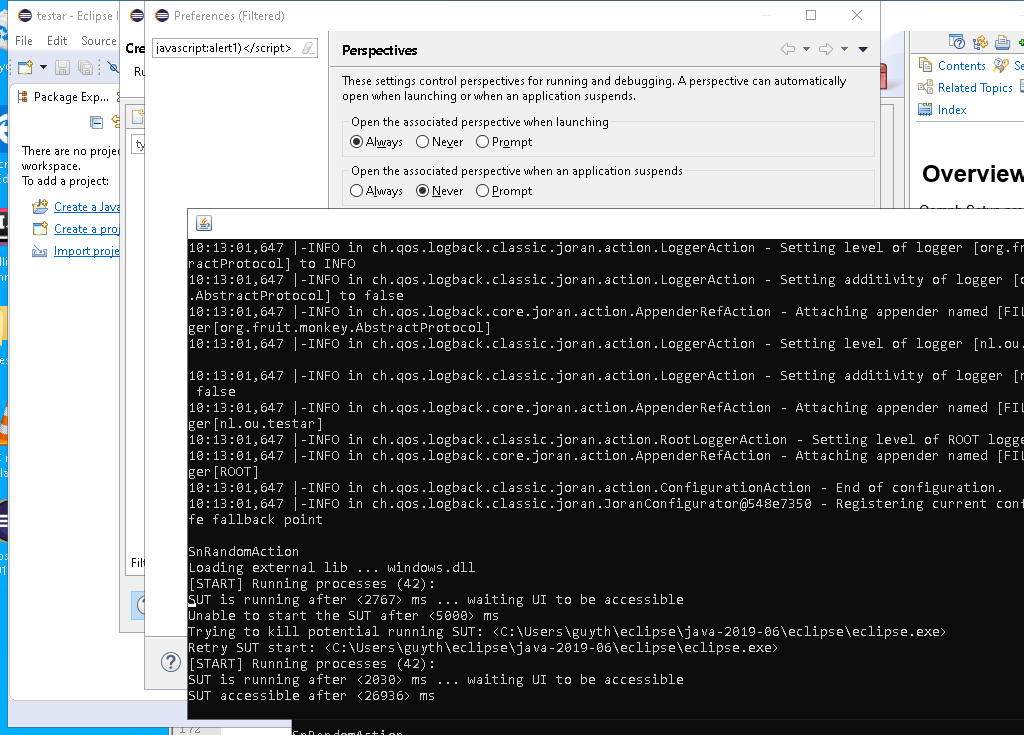 testar - Eclipse I
File Edit Source
Package Exp...
There are no projec
workspace.
To add a project:
Create a Java
Create a proj
Import proje
Cre
Ru
ty
Filt
Preferences (Filtered)
javascript:alert1)</script>
Perspectives
These settings control perspectives for running and debugging. A perspective can automatically
open when launching or when an application suspends.
Open the associated perspective when launching
Always Never Prompt
Open the associated perspective when an application suspends
Always Never Prompt
Contents Se
Related Topics
Index
Overview
10:13:01,647 |-INFO in ch.qos.logback.classic.joran.action.LoggerAction - Setting level of logger [org.fr
ractProtocol] to INFO
10:13:01,647 |-INFO in ch.qos.logback.classic.joran.action.LoggerAction - Setting additivity of logger [o
.AbstractProtocol] to false
10:13:01,647 |-INFO in ch.qos.logback.core.joran.action.AppenderRefAction - Attaching appender named [FIL
ger[org.fruit.monkey.AbstractProtocol]
10:13:01,647 |-INFO in ch.qos.logback.classic.joran.action.LoggerAction - Setting level of logger [nl.ou.
10:13:01,647 |-INFO in ch.qos.logback.classic.joran.action.LoggerAction - Setting additivity of logger [n
false
10:13:01,647 |-INFO in ch.qos.logback.core.joran.action.AppenderRefAction - Attaching appender named [FIL
ger[nl.ou.testar]
10:13:01,647 |-INFO in ch.qos.logback.classic.joran.action.RootLoggerAction - Setting level of ROOT logge
10:13:01,647 |-INFO in ch.qos.logback.core.joran.action.AppenderRefAction - Attaching appender named [FIL
ger[ROOT]
10:13:01,647 |-INFO in ch.qos.logback.classic.joran.action.ConfigurationAction - End of configuration.
10:13:01,647 |-INFO in ch.qos.logback.classic.joran.JoranConfigurator@548e7350 - Registering current conf
fe fallback point
SnRandomAction
Loading external lib ... windows.dll
[START] Running processes (42):
SUT is running after <2767> ms ... waiting UI to be accessible
Unable to start the SUT after <5000> ms
Trying to kill potential running SUT: <C:\Users\guyth\eclipse\java-2019-06\eclipse\eclipse.exe>
Retry SUT start: <C:\Users\guyth\eclipse\java-2019-06\eclipse\eclipse.exe>
[START] Running processes (42):
SUT is running after <2030> ms ... waiting UI to be accessible
SUT accessible after <26936> ms
172
SnRandomAction